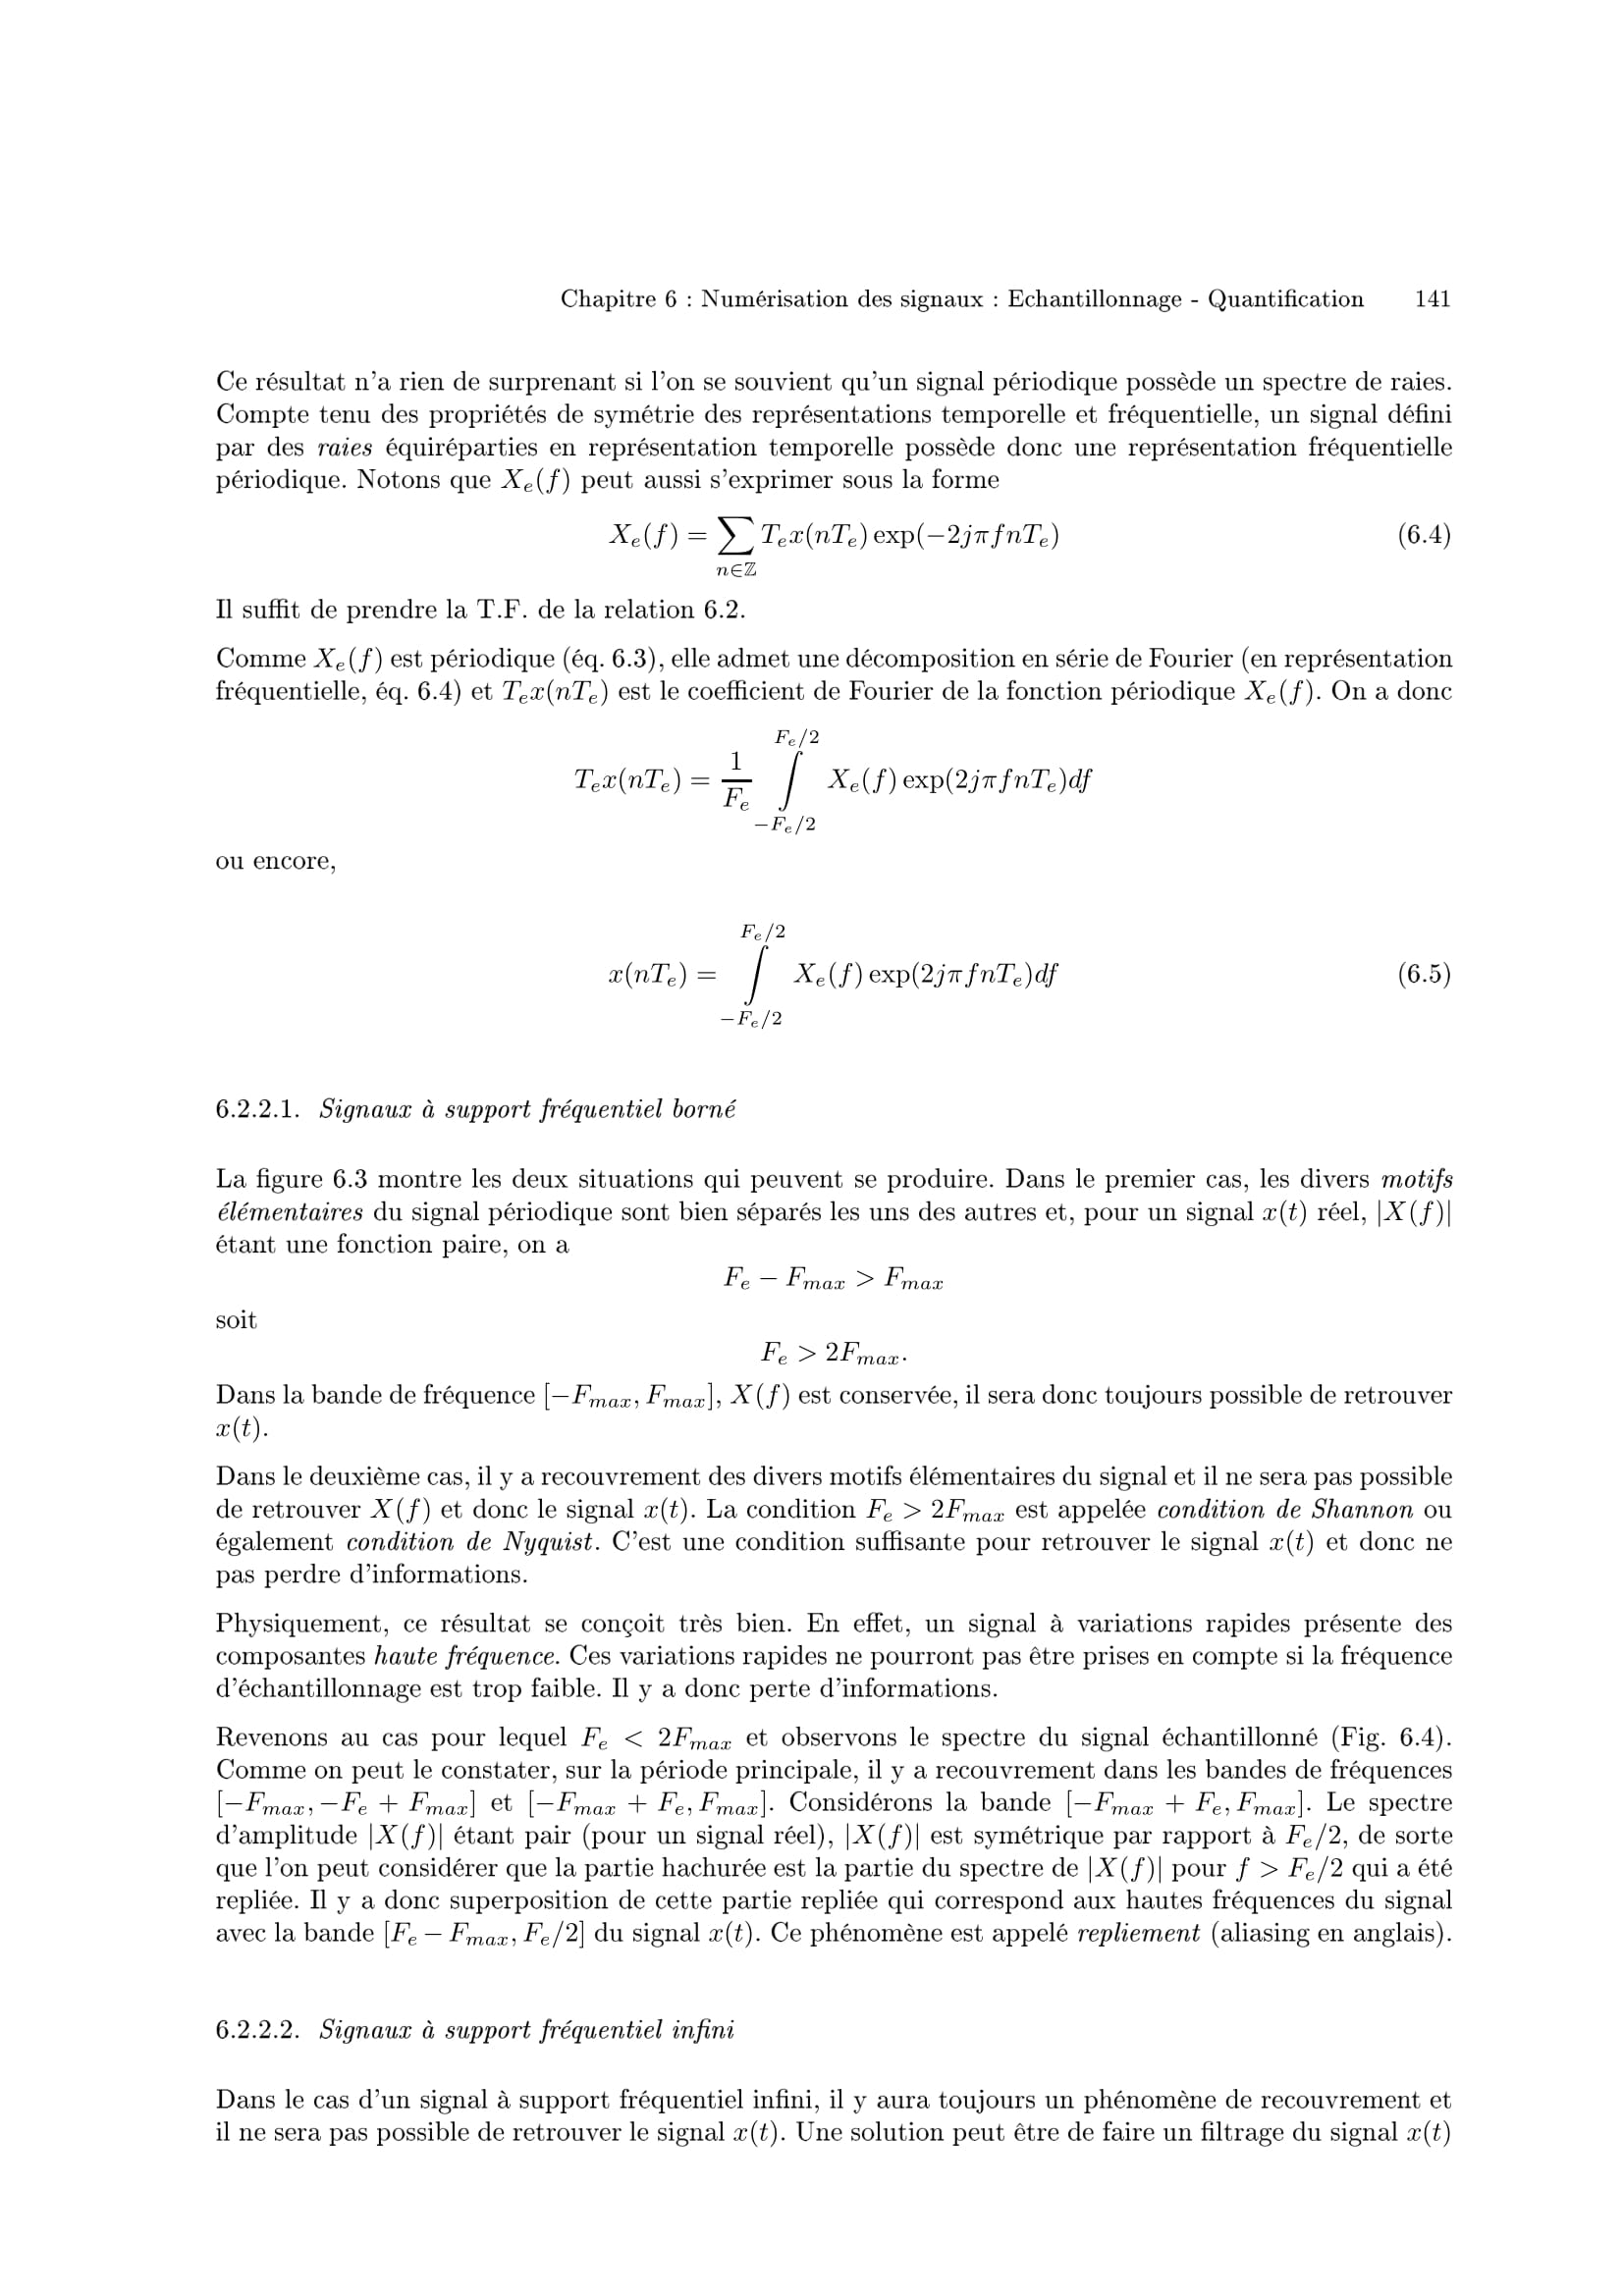 Chapitre 6 : Numérisation des signaux : Echantillonnage - Quantification 141
Ce résultat n'a rien de surprenant si l'on se souvient qu'un signal périodique possède un spectre de raies.
Compte tenu des propriétés de symétrie des représentations temporelle et fréquentielle, un signal défini
par des raies équiréparties en représentation temporelle possède donc une représentation fréquentielle
périodique. Notons que $X_e(f)$ peut aussi s'exprimer sous la forme
$$X_e(f) = \sum_{n \in \mathbb{Z}} T_e x(nT_e) \exp(-2j\pi f n T_e)$$ (6.4)
Il suffit de prendre la T.F. de la relation 6.2.
Comme $X_e(f)$ est périodique (éq. 6.3), elle admet une décomposition en série de Fourier (en représentation
fréquentielle, éq. 6.4) et $T_e x(nT_e)$ est le coefficient de Fourier de la fonction périodique $X_e(f)$. On a donc
$$T_e x(nT_e) = \frac{1}{F_e} \int_{-F_e/2}^{F_e/2} X_e(f) \exp(2j\pi f n T_e) df$$
ou encore,
$$x(nT_e) = \int_{-F_e/2}^{F_e/2} X_e(f) \exp(2j\pi f n T_e) df$$ (6.5)
6.2.2.1. Signaux à support fréquentiel borné
La figure 6.3 montre les deux situations qui peuvent se produire. Dans le premier cas, les divers motifs
élémentaires du signal périodique sont bien séparés les uns des autres et, pour un signal $x(t)$ réel, $|X(f)|$
étant une fonction paire, on a
$$F_e - F_{max} > F_{max}$$
soit
$$F_e > 2F_{max}.$$
Dans la bande de fréquence $[-F_{max}, F_{max}]$, $X(f)$ est conservée, il sera donc toujours possible de retrouver
$x(t)$.
Dans le deuxième cas, il y a recouvrement des divers motifs élémentaires du signal et il ne sera pas possible
de retrouver $X(f)$ et donc le signal $x(t)$. La condition $F_e > 2F_{max}$ est appelée condition de Shannon ou
également condition de Nyquist. C'est une condition suffisante pour retrouver le signal $x(t)$ et donc ne
pas perdre d'informations.
Physiquement, ce résultat se conçoit très bien. En effet, un signal à variations rapides présente des
composantes haute fréquence. Ces variations rapides ne pourront pas être prises en compte si la fréquence
d'échantillonnage est trop faible. Il y a donc perte d'informations.
Revenons au cas pour lequel $F_e < 2F_{max}$ et observons le spectre du signal échantillonné (Fig. 6.4).
Comme on peut le constater, sur la période principale, il y a recouvrement dans les bandes de fréquences
$[-F_{max}, -F_e + F_{max}]$ et $[-F_{max} + F_e, F_{max}]$. Considérons la bande $[-F_{max} + F_e, F_{max}]$. Le spectre
d'amplitude $|X(f)|$ étant pair (pour un signal réel), $|X(f)|$ est symétrique par rapport à $F_e/2$, de sorte
que l'on peut considérer que la partie hachurée est la partie du spectre de $|X(f)|$ pour $f > F_e/2$ qui a été
repliée. Il y a donc superposition de cette partie repliée qui correspond aux hautes fréquences du signal
avec la bande $[F_e - F_{max}, F_e/2]$ du signal $x(t)$. Ce phénomène est appelé repliement (aliasing en anglais).
6.2.2.2. Signaux à support fréquentiel infini
Dans le cas d'un signal à support fréquentiel infini, il y aura toujours un phénomène de recouvrement et
il ne sera pas possible de retrouver le signal $x(t)$. Une solution peut être de faire un filtrage du signal $x(t)$